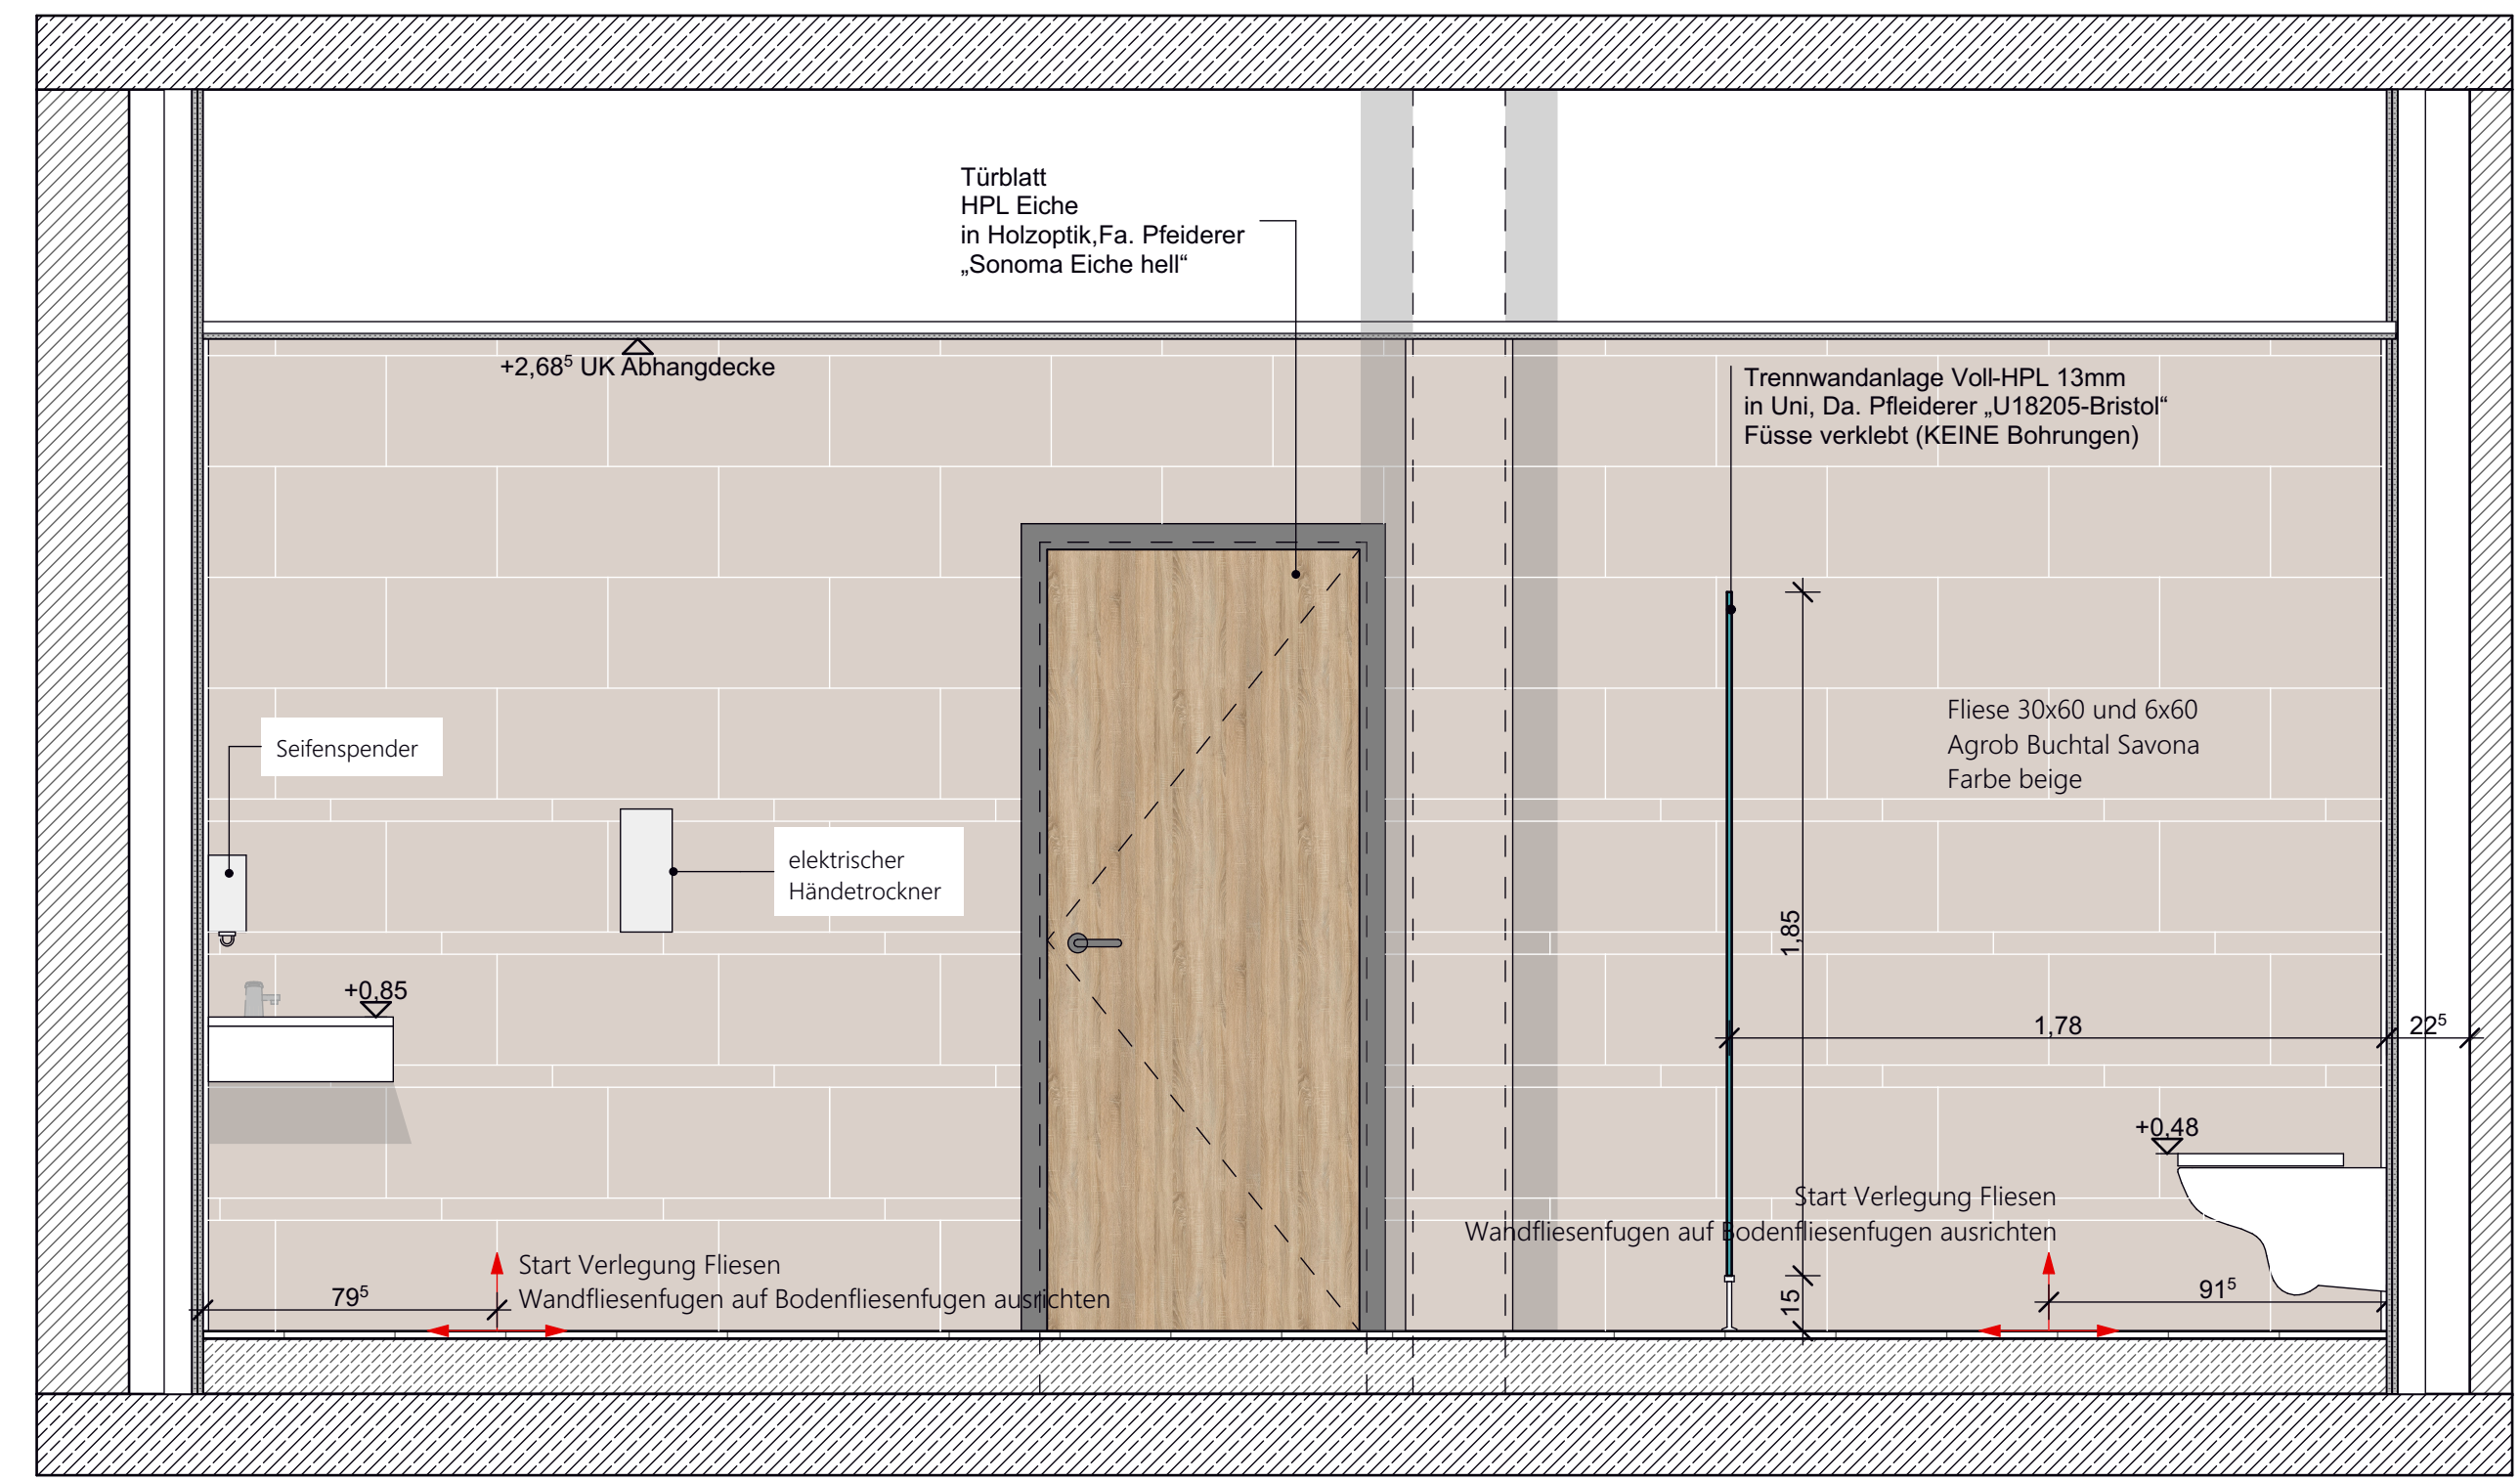 Türblatt
HPL Eiche
in Holzoptik,Fa. Pfeiderer
„Sonoma Eiche hell“
+2,68⁵ UK Abhangdecke
Trennwandanlage Voll-HPL 13mm
in Uni, Da. Pfleiderer „U18205-Bristol“
Füsse verklebt (KEINE Bohrungen)
Fliese 30x60 und 6x60
Agrob Buchtal Savona
Farbe beige
Seifenspender
elektrischer
Händetrockner
1,85
+0,85
1,78
22⁵
+0,48
Start Verlegung Fliesen
Wandfliesenfugen auf Bodenfliesenfugen ausrichten
Start Verlegung Fliesen
Wandfliesenfugen auf Bodenfliesenfugen ausrichten
79⁵
15
91⁵